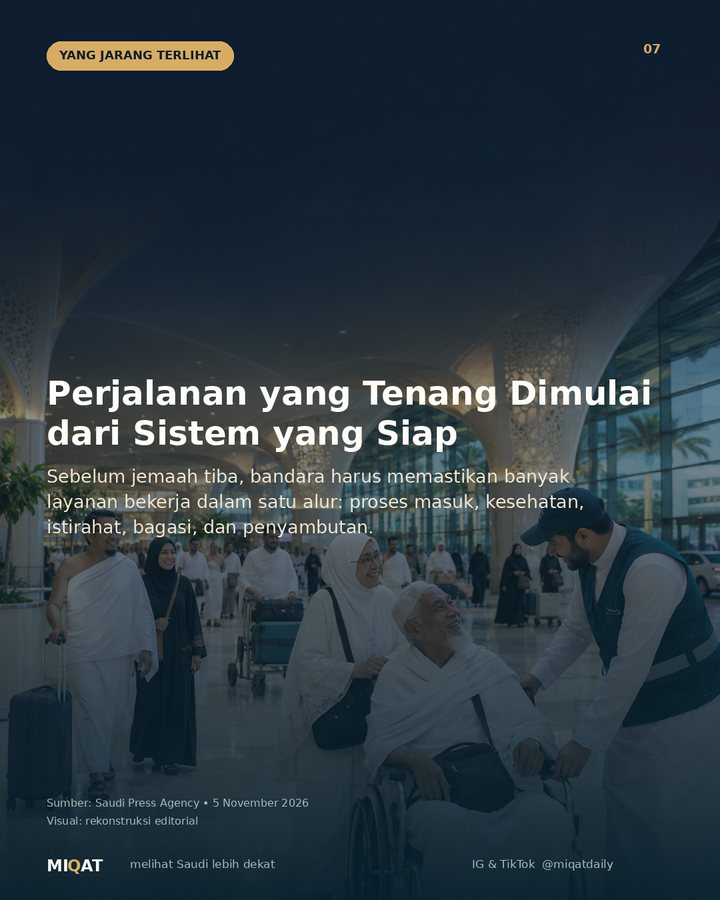 YANG JARANG TERLIHAT
07
Perjalanan yang Tenang Dimulai
dari Sistem yang Siap
Sebelum jemaah tiba, bandara harus memastikan banyak
layanan bekerja dalam satu alur: proses masuk, kesehatan,
istirahat, bagasi, dan penyambutan.
Sumber: Saudi Press Agency • 5 November 2026
Visual: rekonstruksi editorial
MIQAT
melihat Saudi lebih dekat
IG & TikTok @miqatdaily